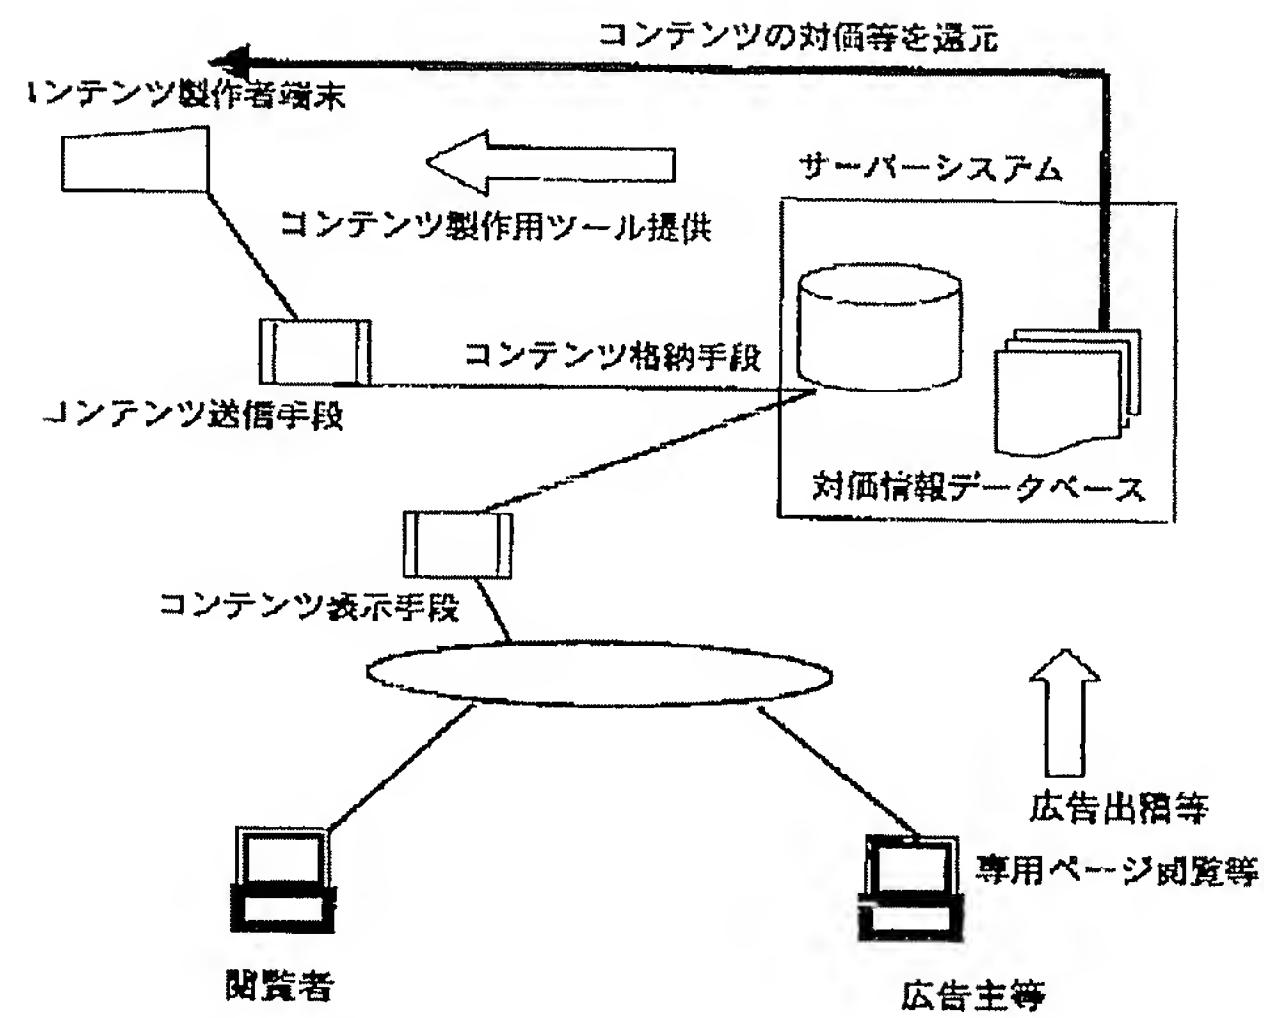 コンテンツの対価等を還元
コンテンツ製作者端末
サーバーシステム
コンテンツ製作用ツール提供
コンテンツ格納手段
コンテンツ送信手段
対価情報データベース
コンテンツ表示手段
広告出稿等
専用ページ閲覧等
閲覧者
広告主等